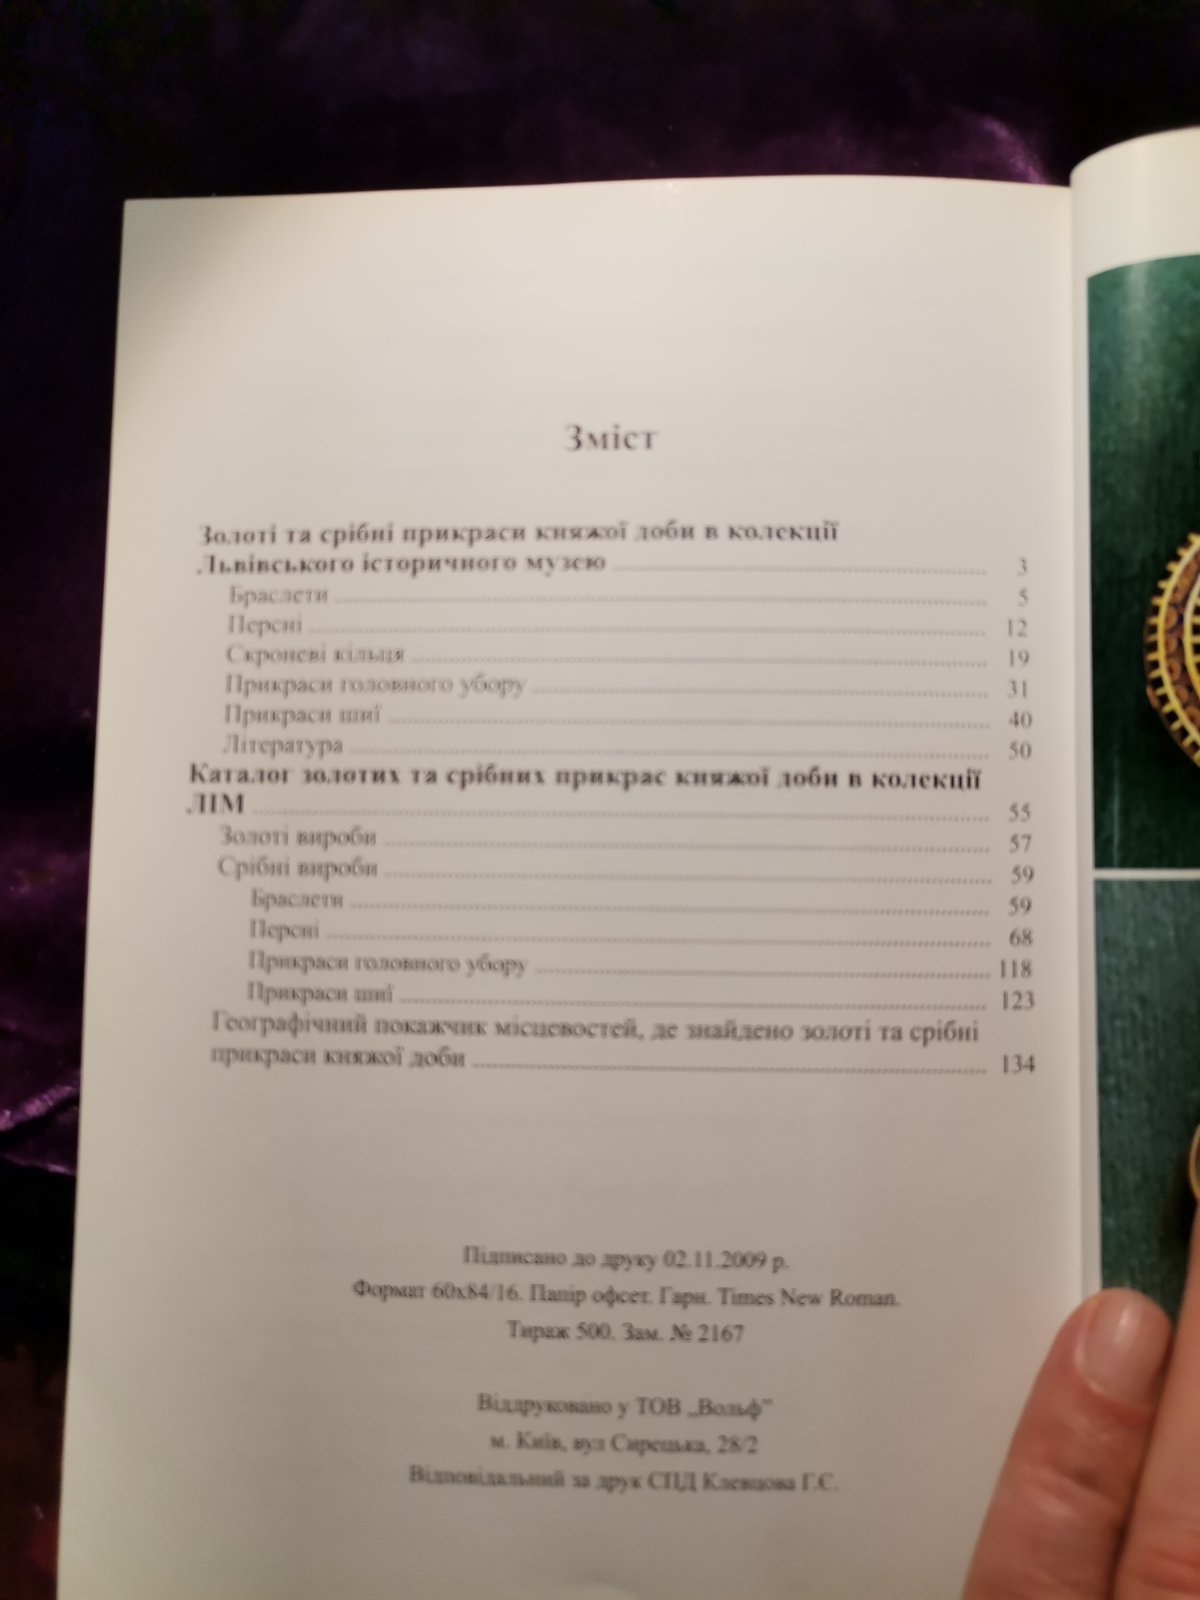 Зміст
Золоті та срібні прикраси княжої доби в колекції
Львівського історичного музею 3
Браслети 5
Персні 12
Скроневі кільця 19
Прикраси головного убору 31
Прикраси шиї 40
Література 50
Каталог золотих та срібних прикрас княжої доби в колекції
ЛІМ 55
Золоті вироби 57
Срібні вироби 59
Браслети 59
Персні 68
Прикраси головного убору 118
Прикраси шиї 123
Географічний покажчик місцевостей, де знайдено золоті та срібні
прикраси княжої доби 134
Підписано до друку 02.11.2009 р.
Формат 60х84/16. Папір офсет. Гарн. Times New Roman.
Тираж 500. Зам. № 2167
Віддруковано у ТОВ „Вольф”
м. Київ, вул Сирецька, 28/2
Відповідальний за друк СПД Клевцова Г.Є.